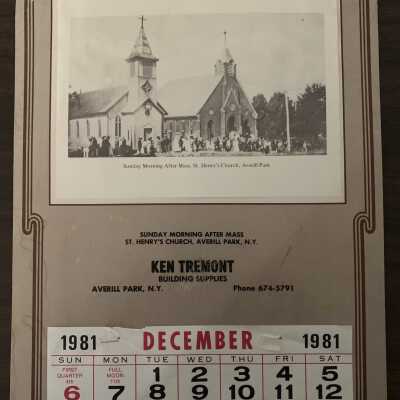 Sunday Morning After Mass, St. Henry's Church, Averill Park
SUNDAY MORNING AFTER MASS
ST. HENRY'S CHURCH, AVERILL PARK, N.Y.
KEN TREMONT
BUILDING SUPPLIES
AVERILL PARK, N.Y. Phone 674-5791
1981 DECEMBER 1981
SUN MON TUE WED THU FRI SAT
FIRST QUARTER 4TH FULL MOON 11TH 1 2 3 4 5
6 7 8 9 10 11 12